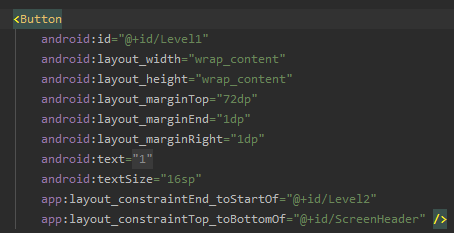 <Button
android:id="@+id/Level1"
android:layout_width="wrap_content"
android:layout_height="wrap_content"
android:layout_marginTop="72dp"
android:layout_marginEnd="1dp"
android:layout_marginRight="1dp"
android:text="1"
android:textSize="16sp"
app:layout_constraintEnd_toStartOf="@+id/Level2"
app:layout_constraintTop_toBottomOf="@+id/ScreenHeader" />